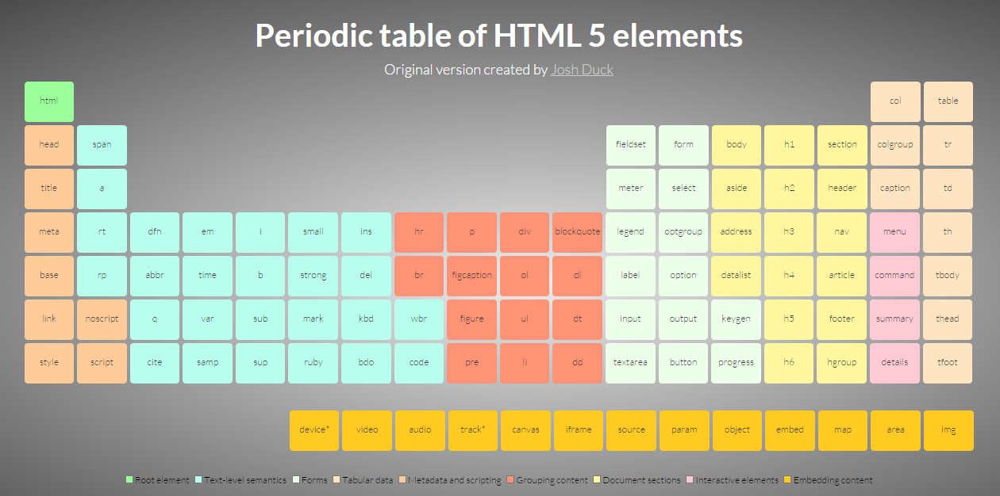 Periodic table of HTML 5 elements
Original version created by Josh Duck
html col table
head span fieldset form body h1 section colgroup tr
title a meter select aside h2 header caption td
meta rt dfn em i small ins hr p div blockquote legend optgroup address h3 nav menu th
base rp abbr time b strong del br figcaption ol dl label option datalist h4 article command tbody
link noscript q var sub mark kbd wbr figure ul dt input output keygen h5 footer summary thead
style script cite samp sup ruby bdo code pre li dd textarea button progress h6 hgroup details tfoot
device* video audio track* canvas iframe source param object embed map area img
Root element Text-level semantics Forms Tabular data Metadata and scripting Grouping content Document sections Interactive elements Embedding content